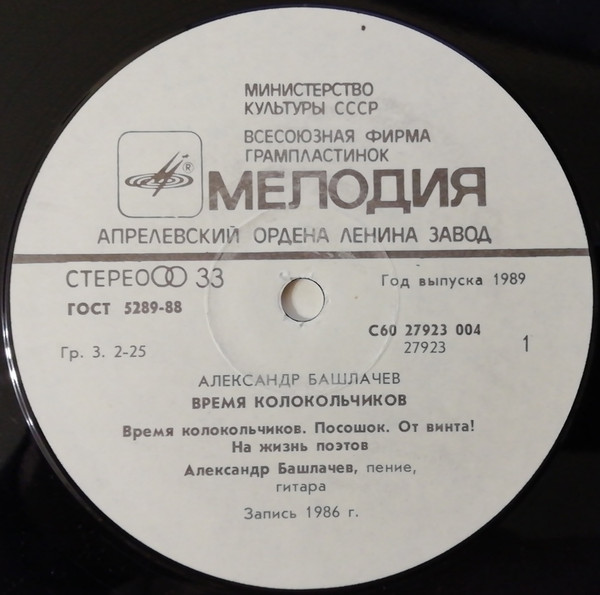 МИНИСТЕРСТВО
КУЛЬТУРЫ СССР
ВСЕСОЮЗНАЯ ФИРМА
ГРАМПЛАСТИНОК
®
МЕЛОДИЯ
АПРЕЛЕВСКИЙ ОРДЕНА ЛЕНИНА ЗАВОД
СТЕРЕО 33
Год выпуска 1989
ГОСТ 5289-88
С60 27923 004
Гр. 3. 2-25
27923
1
АЛЕКСАНДР БАШЛАЧЕВ
ВРЕМЯ КОЛОКОЛЬЧИКОВ
Время колокольчиков. Посошок. От винта!
На жизнь поэтов
Александр Башлачев, пение,
гитара
Запись 1986 г.